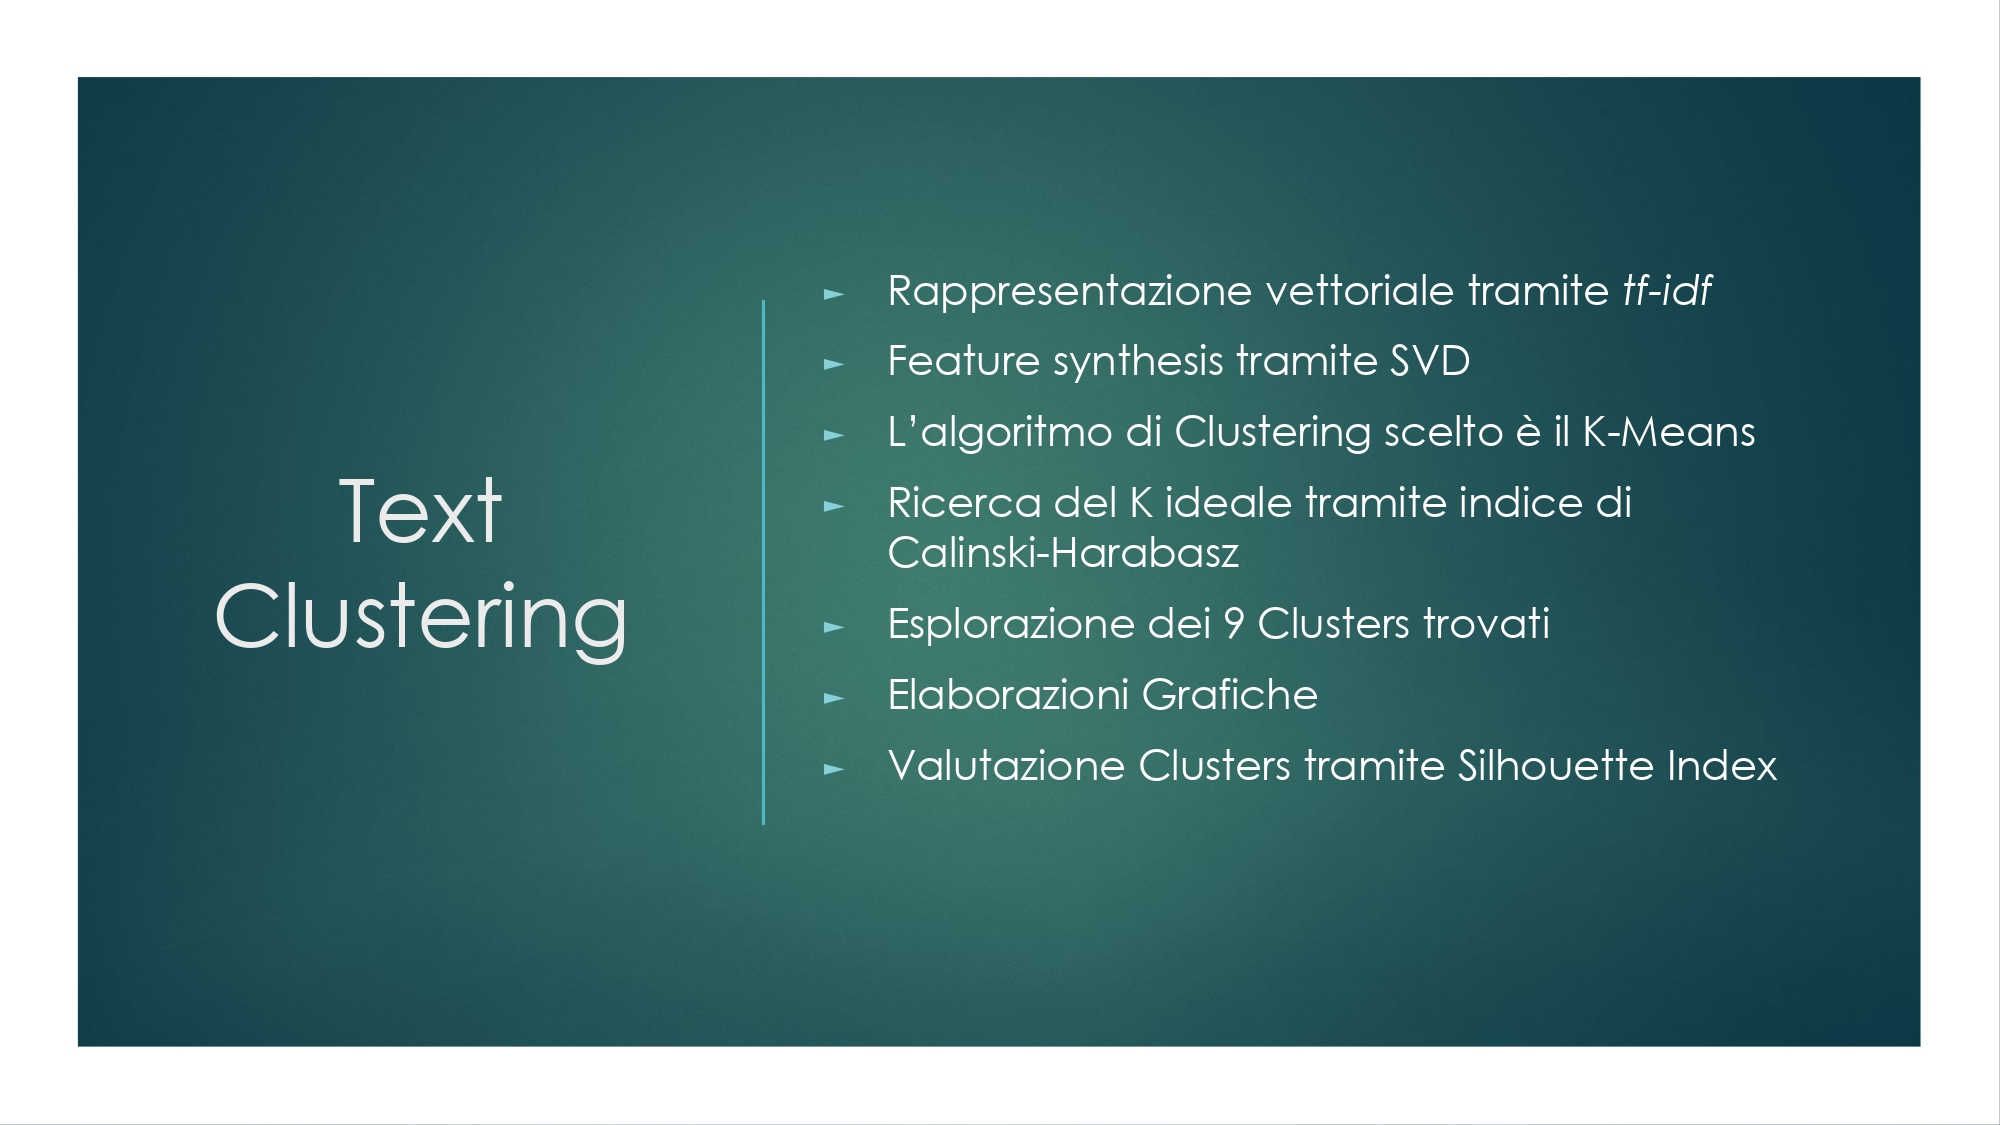 Text
Clustering
► Rappresentazione vettoriale tramite tf-idf
► Feature synthesis tramite SVD
► L’algoritmo di Clustering scelto è il K-Means
► Ricerca del K ideale tramite indice di
Calinski-Harabasz
► Esplorazione dei 9 Clusters trovati
► Elaborazioni Grafiche
► Valutazione Clusters tramite Silhouette Index